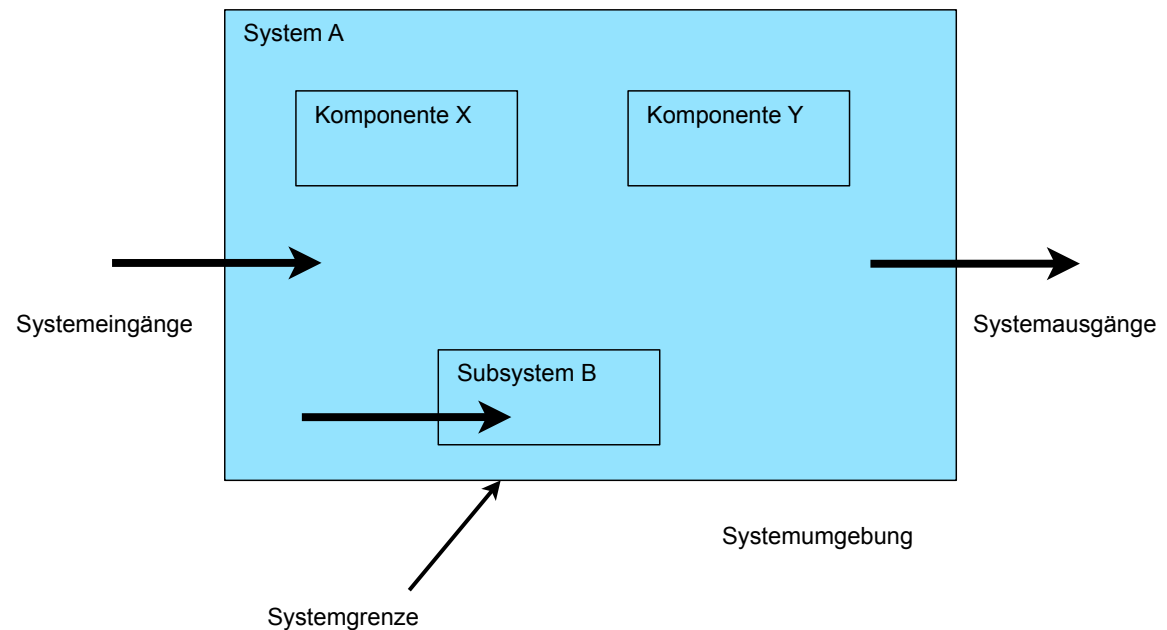 System A
Komponente X
Komponente Y
Systemeingänge
Systemausgänge
Subsystem B
Systemumgebung
Systemgrenze